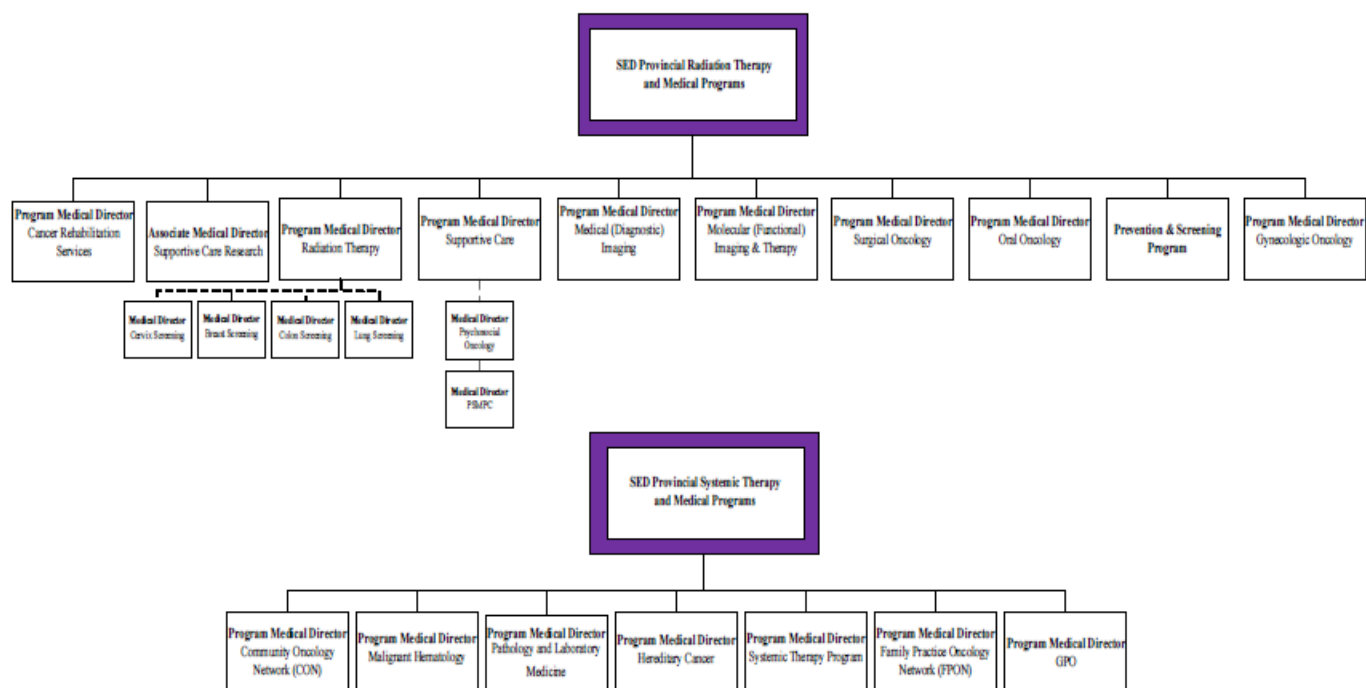 SED Provincial Radiation Therapy
and Medical Programs
Program Medical Director
Cancer Rehabilitation
Services
Associate Medical Director
Supportive Care Research
Program Medical Director
Radiation Therapy
Program Medical Director
Supportive Care
Program Medical Director
Medical (Diagnostic)
Imaging
Program Medical Director
Molecular (Functional)
Imaging & Therapy
Program Medical Director
Surgical Oncology
Program Medical Director
Oral Oncology
Prevention & Screening
Program
Program Medical Director
Gynecologic Oncology
Medical Director
Cervix Screening
Medical Director
Breast Screening
Medical Director
Colon Screening
Medical Director
Lung Screening
Medical Director
Psychosocial
Oncology
Medical Director
PSMPC
SED Provincial Systemic Therapy
and Medical Programs
Program Medical Director
Community Oncology
Network (CON)
Program Medical Director
Malignant Hematology
Program Medical Director
Pathology and Laboratory
Medicine
Program Medical Director
Hereditary Cancer
Program Medical Director
Systemic Therapy Program
Program Medical Director
Family Practice Oncology
Network (FPON)
Program Medical Director
GPO